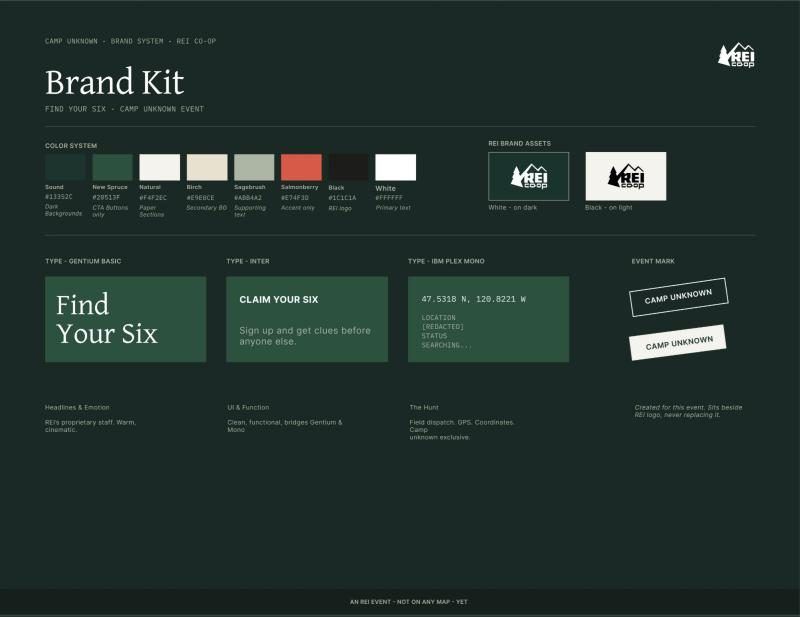 CAMP UNKNOWN - BRAND SYSTEM - REI CO-OP
REI
co-op
Brand Kit
FIND YOUR SIX - CAMP UNKNOWN EVENT
COLOR SYSTEM
Sound
#13352C
Dark
Backgrounds
New Spruce
#28513F
CTA Buttons
only
Natural
#F4F2EC
Paper
Sections
Birch
#E9E0CE
Secondary BG
Sagebrush
#ABB4A2
Supporting
text
Salmonberry
#E74F3D
Accent only
Black
#1C1C1A
REI logo
White
#FFFFFF
Primary text
REI BRAND ASSETS
REI
co-op
White - on dark
REI
co-op
Black - on light
TYPE - GENTIUM BASIC
Find
Your Six
Headlines & Emotion
REI's proprietary staff. Warm,
cinematic.
TYPE - INTER
CLAIM YOUR SIX
Sign up and get clues before
anyone else.
UI & Function
Clean, functional, bridges Gentium &
Mono
TYPE - IBM PLEX MONO
47.5318 N, 120.8221 W
LOCATION
[REDACTED]
STATUS
SEARCHING...
The Hunt
Field dispatch. GPS. Coordinates.
Camp
unknown exclusive.
EVENT MARK
CAMP UNKNOWN
CAMP UNKNOWN
Created for this event. Sits beside
REI logo, never replacing it.
AN REI EVENT - NOT ON ANY MAP - YET